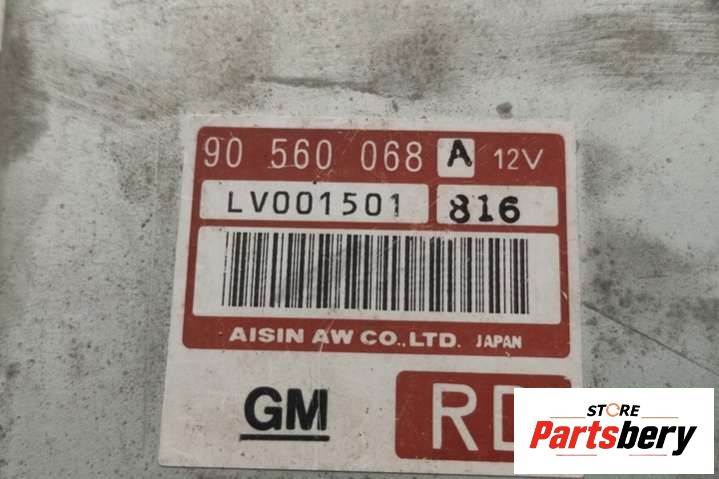 90 560 068 A 12V
LV001501 816
AISIN AW CO.,LTD. JAPAN
GM
STORE
Partsbery